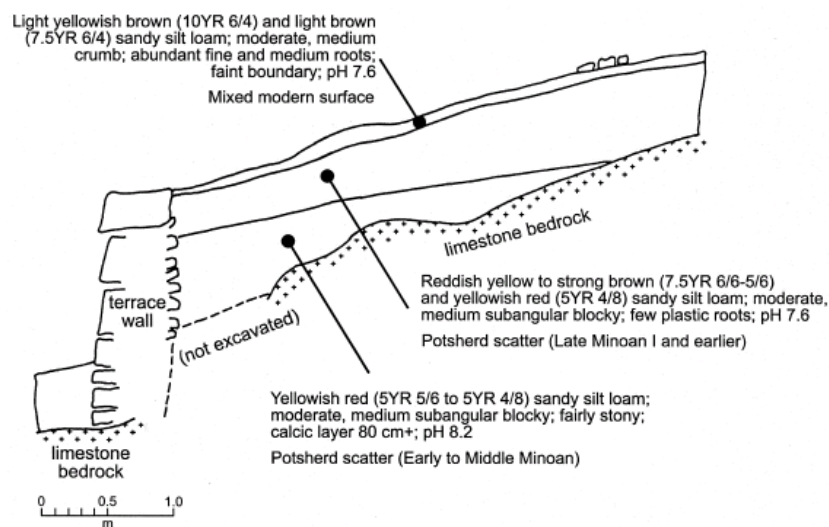 Light yellowish brown (10YR 6/4) and light brown
(7.5YR 6/4) sandy silt loam; moderate, medium
crumb; abundant fine and medium roots;
faint boundary; pH 7.6
Mixed modern surface
limestone bedrock
terrace
wall
(not excavated)
Reddish yellow to strong brown (7.5YR 6/6-5/6)
and yellowish red (5YR 4/8) sandy silt loam; moderate,
medium subangular blocky; few plastic roots; pH 7.6
Potsherd scatter (Late Minoan I and earlier)
Yellowish red (5YR 5/6 to 5YR 4/8) sandy silt loam;
moderate, medium subangular blocky; fairly stony;
calcic layer 80 cm+; pH 8.2
Potsherd scatter (Early to Middle Minoan)
limestone
bedrock
0 0.5 1.0
m